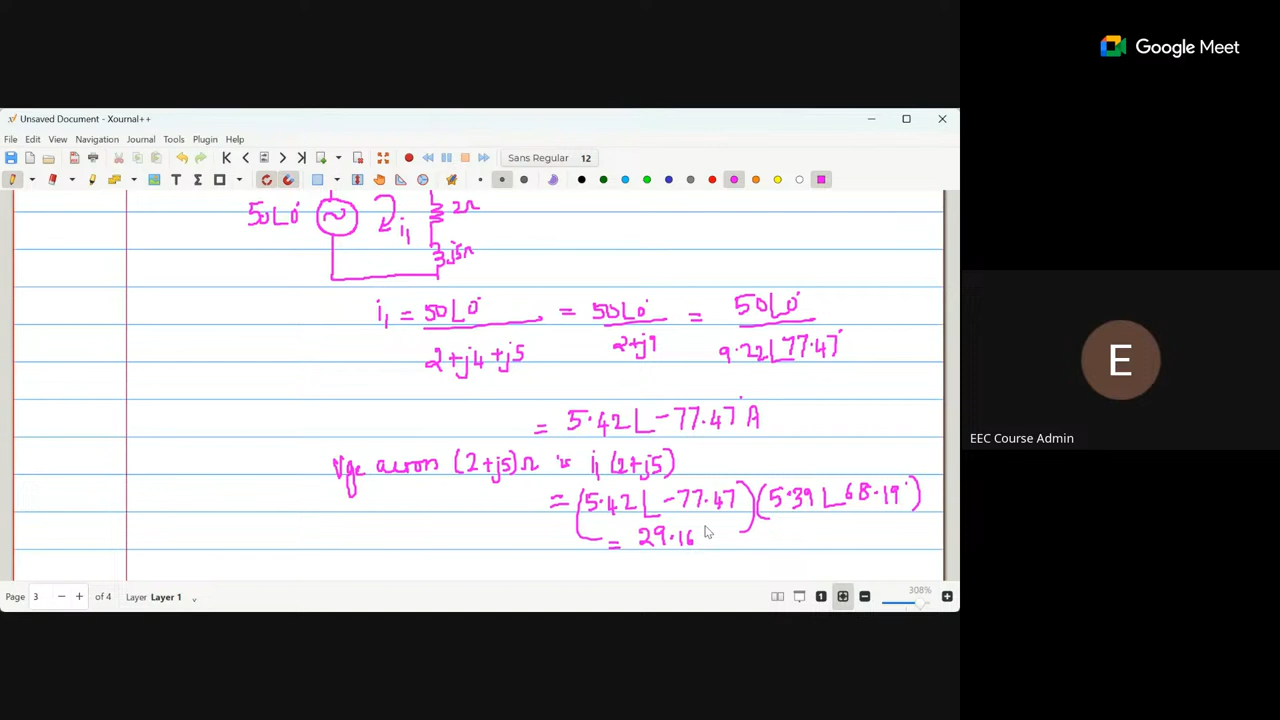 Google Meet
Unsaved Document - Xournal++
File Edit View Navigation Journal Tools Plugin Help
Sans Regular 12
50∟0° i₁ 2Ω
j5Ω
i₁ = 50∟0° / 2+j4+j5 = 50∟0° / 2+j9 = 50∟0° / 9.22∟77.47°
= 5.42∟-77.47° A
Vge across (2+j5)Ω is i₁(2+j5)
= (5.42∟-77.47)(5.39∟68.19°)
= 29.16
E
EEC Course Admin
Page 3 of 4 Layer Layer 1
308%
1